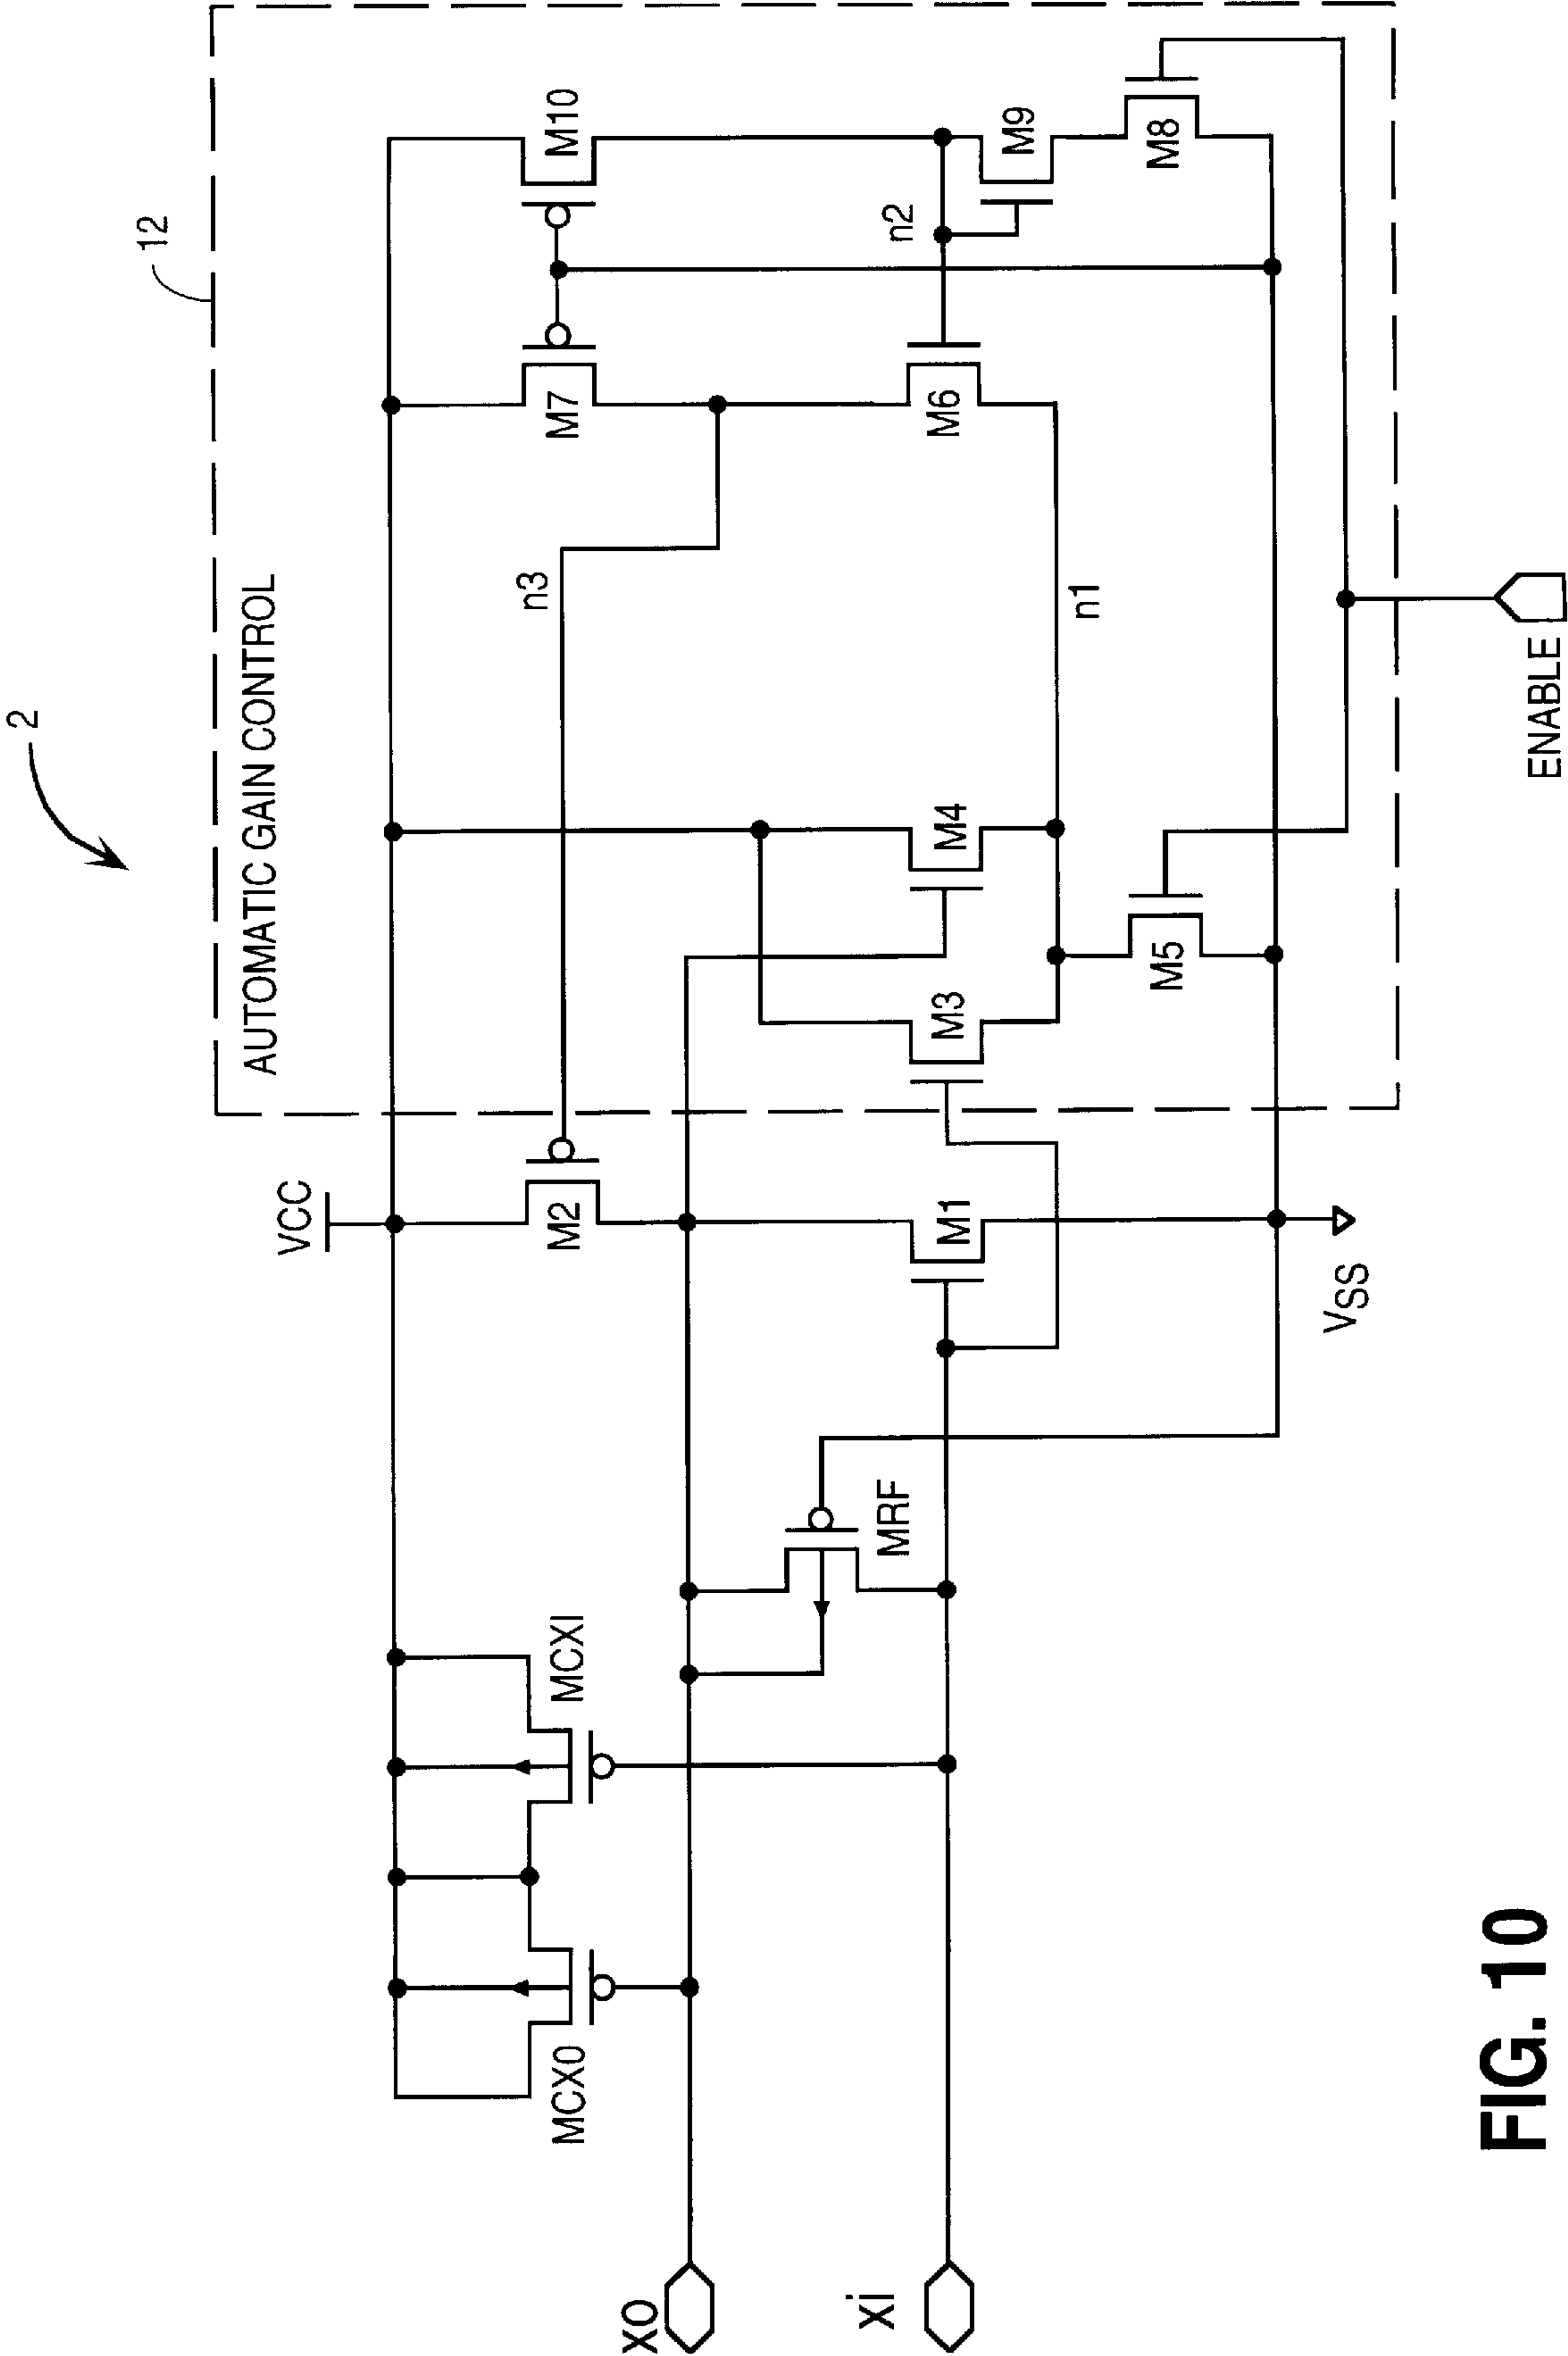 2
12
AUTOMATIC GAIN CONTROL
VCC
MCX0
MCXI
M2
n3
M7
M10
XO
MRF
M3
M4
M6
n2
M9
Xi
M1
n1
M5
M8
VSS
ENABLE
FIG. 10